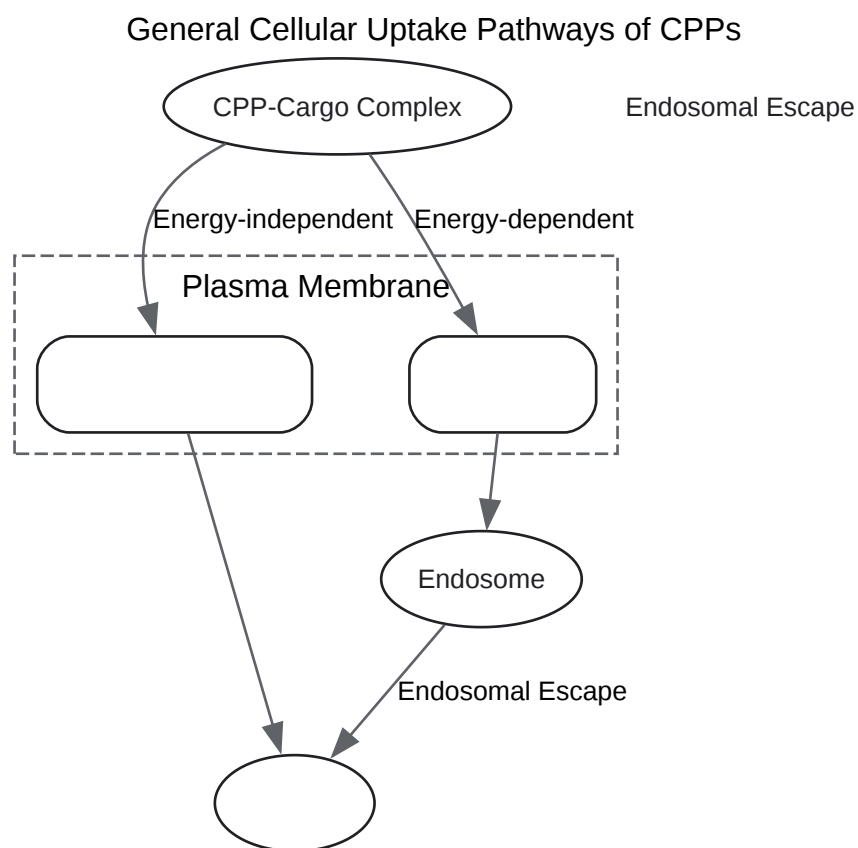 General Cellular Uptake Pathways of CPPs
CPP-Cargo Complex
Endosomal Escape
Energy-independent
Energy-dependent
Plasma Membrane
Endosome
Endosomal Escape